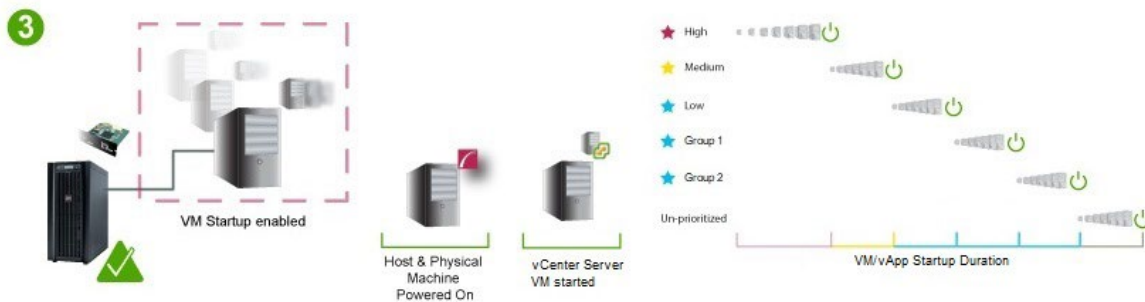 3
VM Startup enabled
Host & Physical
Machine
Powered On
vCenter Server
VM started
High
Medium
Low
Group 1
Group 2
Un-prioritized
VM/vApp Startup Duration